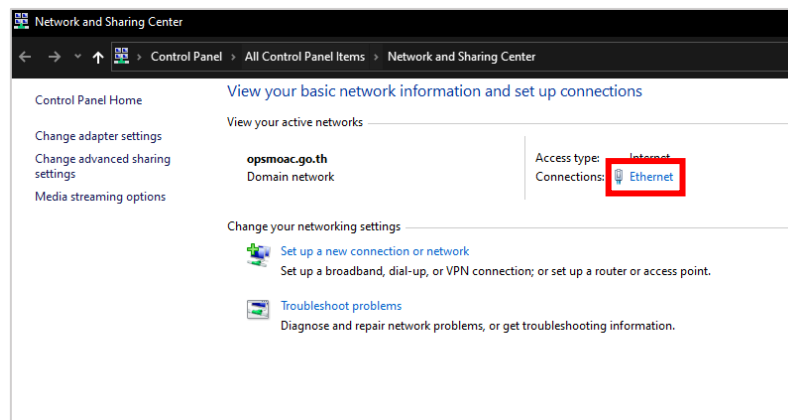 Network and Sharing Center
Control Panel › All Control Panel Items › Network and Sharing Center
Control Panel Home
Change adapter settings
Change advanced sharing
settings
Media streaming options
View your basic network information and set up connections
View your active networks
opsmoac.go.th
Domain network
Access type: Internet
Connections: Ethernet
Change your networking settings
Set up a new connection or network
Set up a broadband, dial-up, or VPN connection; or set up a router or access point.
Troubleshoot problems
Diagnose and repair network problems, or get troubleshooting information.